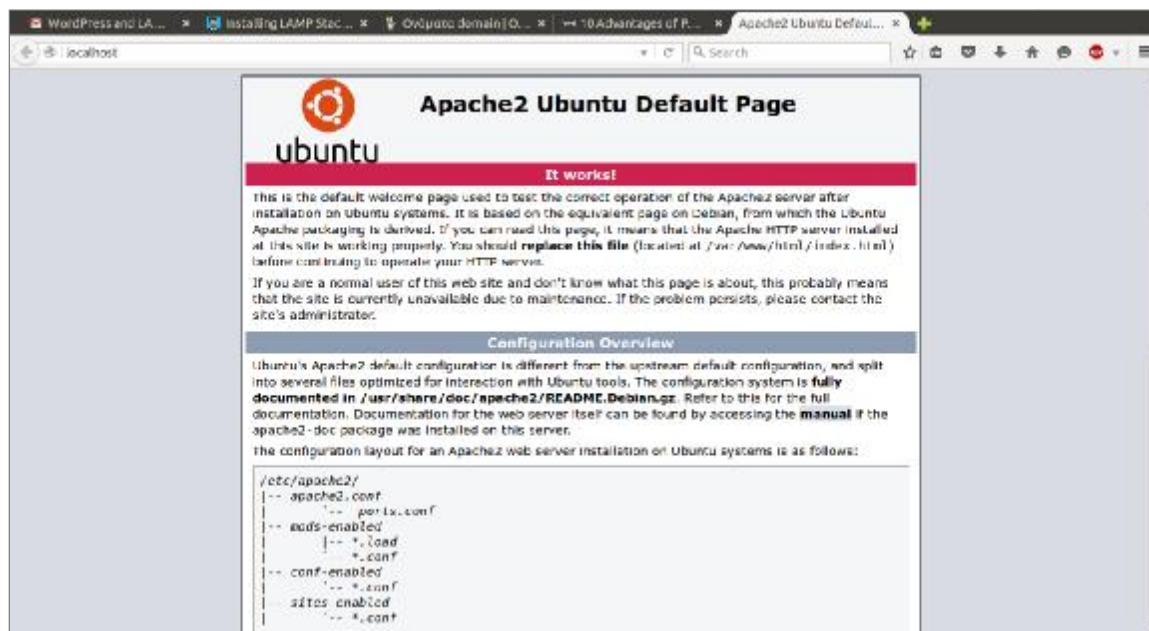 WordPress and LA...
Installing LAMP Stac...
Ονόματα domain | O...
10 Advantages of P...
Apache2 Ubuntu Defaul...
localhost
Search
ubuntu
Apache2 Ubuntu Default Page
It works!
This is the default welcome page used to test the correct operation of the Apache2 server after
installation on Ubuntu systems. It is based on the equivalent page on Debian, from which the Ubuntu
Apache packaging is derived. If you can read this page, it means that the Apache HTTP server installed
at this site is working properly. You should replace this file (located at /var/www/html/index.html)
before continuing to operate your HTTP server.
If you are a normal user of this web site and don't know what this page is about, this probably means
that the site is currently unavailable due to maintenance. If the problem persists, please contact the
site's administrator.
Configuration Overview
Ubuntu's Apache2 default configuration is different from the upstream default configuration, and split
into several files optimized for interaction with Ubuntu tools. The configuration system is fully
documented in /usr/share/doc/apache2/README.Debian.gz. Refer to this for the full
documentation. Documentation for the web server itself can be found by accessing the manual if the
apache2-doc package was installed on this server.
The configuration layout for an Apache2 web server installation on Ubuntu systems is as follows:
/etc/apache2/
|-- apache2.conf
|       `--  ports.conf
|-- mods-enabled
|       |-- *.load
|       `-- *.conf
|-- conf-enabled
|       `-- *.conf
|-- sites-enabled
|       `-- *.conf